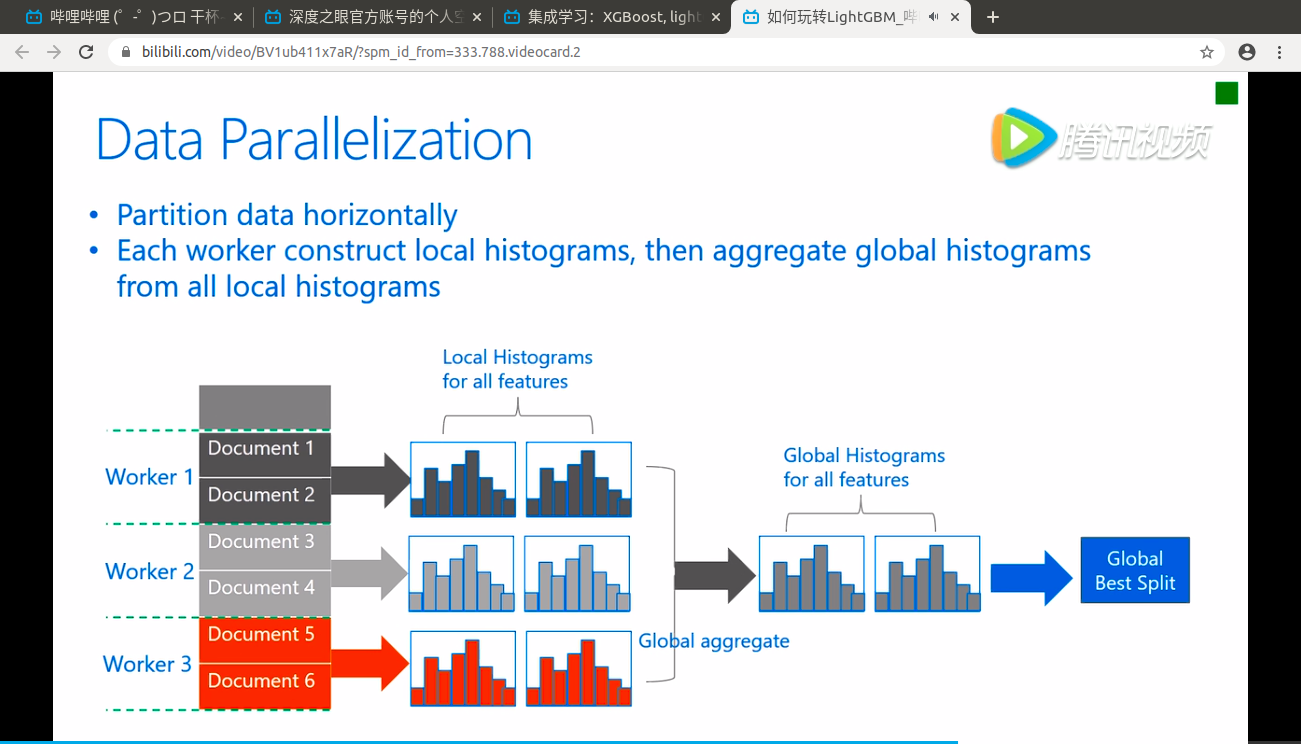 哔哩哔哩 (゜-゜)つロ 干杯-
深度之眼官方账号的个人空
集成学习：XGBoost, light
如何玩转LightGBM_哔
bilibili.com/video/BV1ub411x7aR/?spm_id_from=333.788.videocard.2
Data Parallelization
腾讯视频
• Partition data horizontally
• Each worker construct local histograms, then aggregate global histograms
from all local histograms
Local Histograms
for all features
Worker 1
Document 1
Document 2
Worker 2
Document 3
Document 4
Worker 3
Document 5
Document 6
Global aggregate
Global Histograms
for all features
Global
Best Split